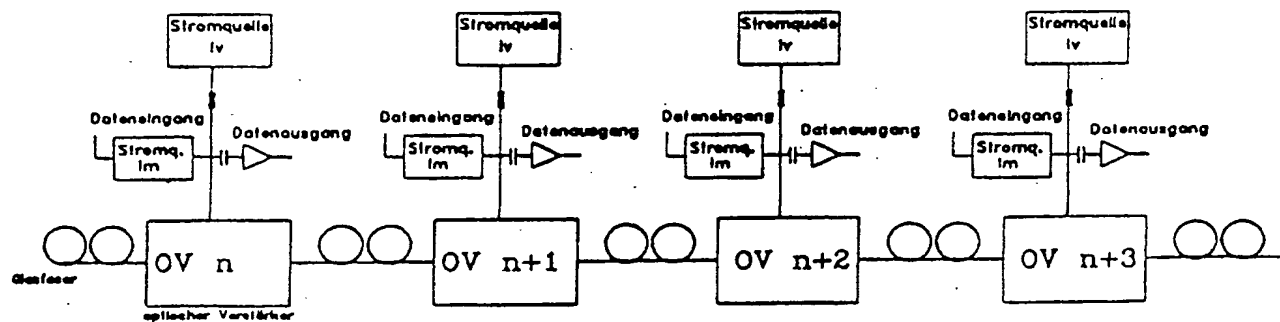 Stromquelle
Iv
Stromquelle
Iv
Stromquelle
Iv
Stromquelle
Iv
Dateneingang
Datenausgang
Dateneingang
Datenausgang
Dateneingang
Datenausgang
Dateneingang
Datenausgang
Stromq.
Im
Stromq.
Im
Stromq.
Im
Stromq.
Im
OV n
OV n+1
OV n+2
OV n+3
Glasfaser
optischer Verstärker